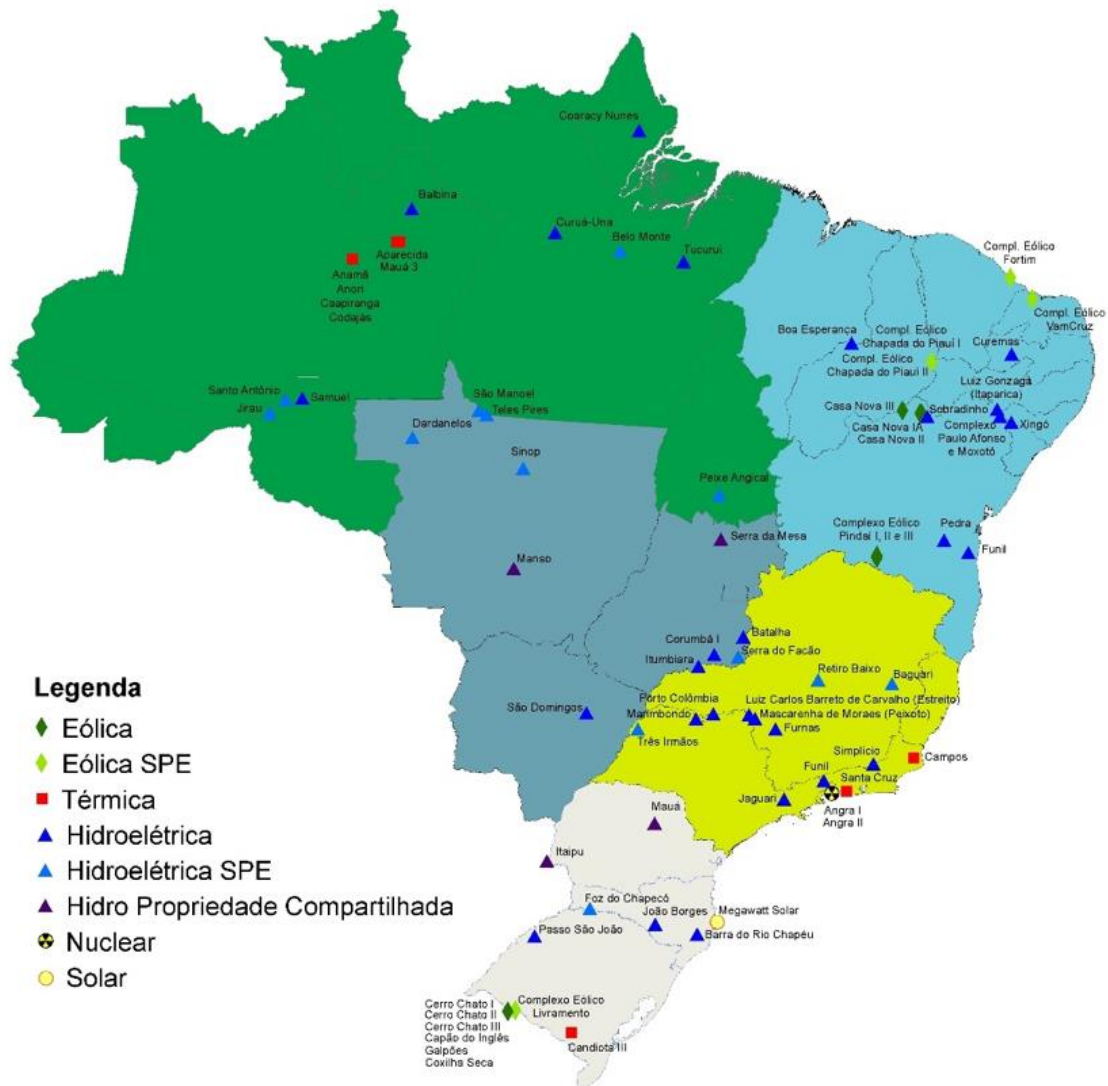 Coaracy Nunes
Balbina
Curuá-Una
Belo Monte
Tucuruí
Aparecida
Mauá 3
Anamã
Anori
Caapiranga
Codajás
Compl. Eólico
Fortim
Compl. Eólico
VamCruz
Boa Esperança
Compl. Eólico
Chapada do Piauí I
Compl. Eólico
Chapada do Piauí II
Curemas
Luiz Gonzaga
(Itaparica)
Casa Nova III
Sobradinho
Casa Nova IA
Casa Nova II
Complexo
Paulo Afonso
e Moxotó
Xingó
Santo Antônio
Samuel
Jirau
São Manoel
Teles Pires
Dardanelos
Sinop
Peixe Angical
Serra da Mesa
Manso
Complexo Eólico
Pindaí I, II e III
Pedra
Funil
Batalha
Corumbá I
Serra do Facão
Itumbiara
Retiro Baixo
Baguari
São Domingos
Porto Colômbia
Luiz Carlos Barreto de Carvalho (Estreito)
Marimbondo
Mascarenha de Moraes (Peixoto)
Três Irmãos
Furnas
Simplício
Campos
Funil
Santa Cruz
Jaguari
Angra I
Angra II
Mauá
Itaipu
Foz do Chapecó
João Borges
Megawatt Solar
Passo São João
Barra do Rio Chapéu
Cerro Chato I
Cerro Chato II
Cerro Chato III
Capão do Inglês
Galpões
Coxilha Seca
Complexo Eólico
Livramento
Candiota III
Legenda
Eólica
Eólica SPE
Térmica
Hidroelétrica
Hidroelétrica SPE
Hidro Propriedade Compartilhada
Nuclear
Solar